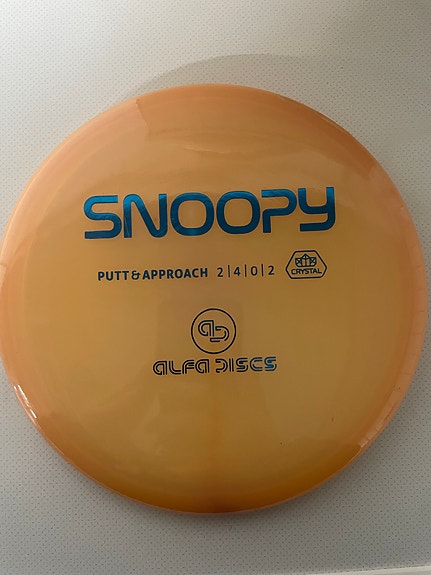 SNOOPY
PUTT & APPROACH 2|4|0|2 CRYSTAL
ALFA DISCS